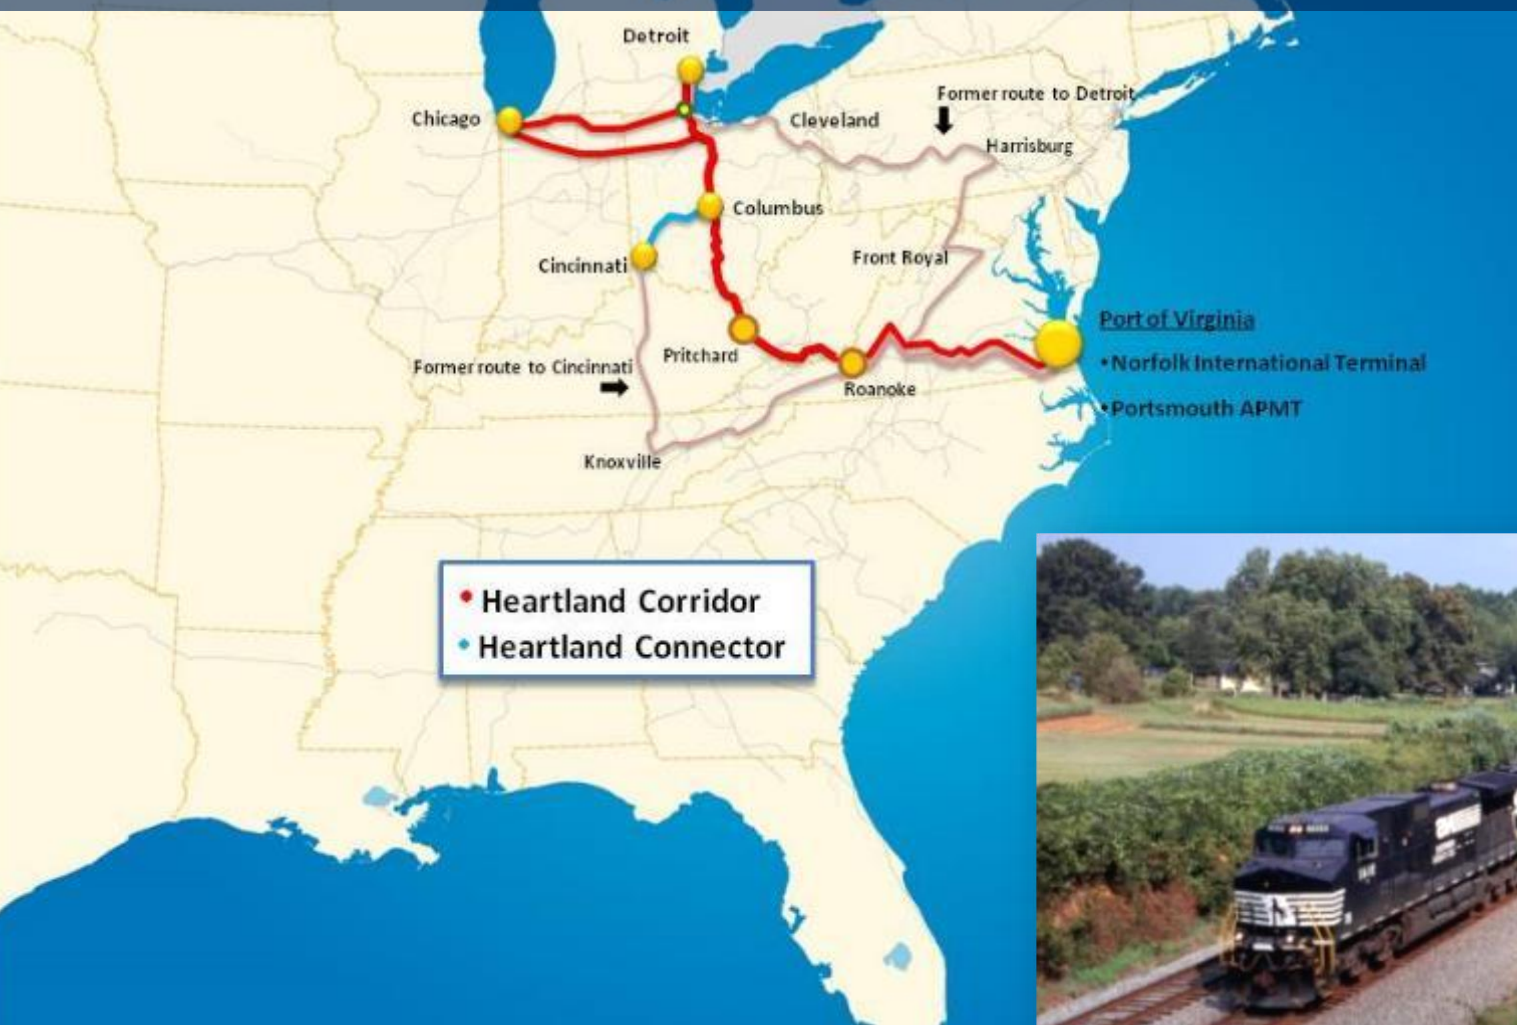 Detroit
Former route to Detroit
Chicago
Cleveland
Harrisburg
Columbus
Cincinnati
Front Royal
Port of Virginia
Pritchard
•Norfolk International Terminal
Former route to Cincinnati
Roanoke
•Portsmouth APMT
Knoxville
• Heartland Corridor
• Heartland Connector